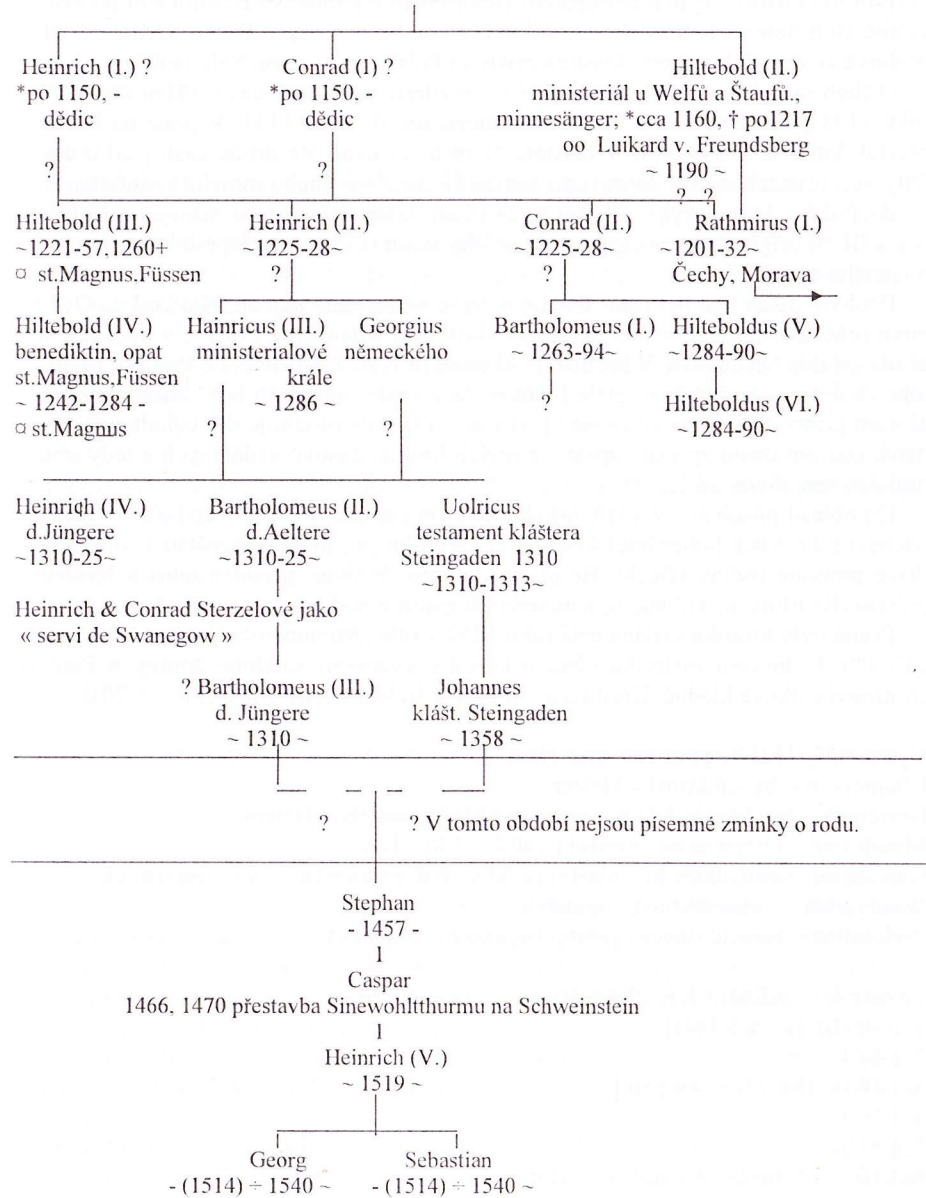 Heinrich (I.) ? Conrad (I) ? Hiltebold (II.)
*po 1150, - *po 1150, - ministeriál u Welfů a Štaufů.,
dědic dědic minnesänger; *cca 1160, † po1217
oo Luikard v. Freundsberg
? ? ~ 1190 ~
? ?
Hiltebold (III.) Heinrich (II.) Conrad (II.) Rathmirus (I.)
~1221-57,1260+ ~1225-28~ ~1225-28~ ~1201-32~
¤ st.Magnus,Füssen ? ? Čechy, Morava
Hiltebold (IV.) Hainricus (III.) Georgius Bartholomeus (I.) Hilteboldus (V.)
benediktin, opat ministerialové německého ~ 1263-94~ ~1284-90~
st.Magnus,Füssen krále
~ 1242-1284 - ~ 1286 ~ ? Hilteboldus (VI.)
¤ st.Magnus ? ? ~1284-90~
Heinrich (IV.) Bartholomeus (II.) Uolricus
d.Jüngere d.Aeltere testament kláštera
~1310-25~ ~1310-25~ Steingaden 1310
~1310-1313~
Heinrich & Conrad Sterzelové jako
« servi de Swanegow »
? Bartholomeus (III.) Johannes
d. Jüngere klášt. Steingaden
~ 1310 ~ ~ 1358 ~
? ? V tomto období nejsou písemné zmínky o rodu.
Stephan
- 1457 -
l
Caspar
1466, 1470 přestavba Sinewohltthurmu na Schweinstein
l
Heinrich (V.)
~ 1519 ~
Georg Sebastian
- (1514) ÷ 1540 ~ - (1514) ÷ 1540 ~